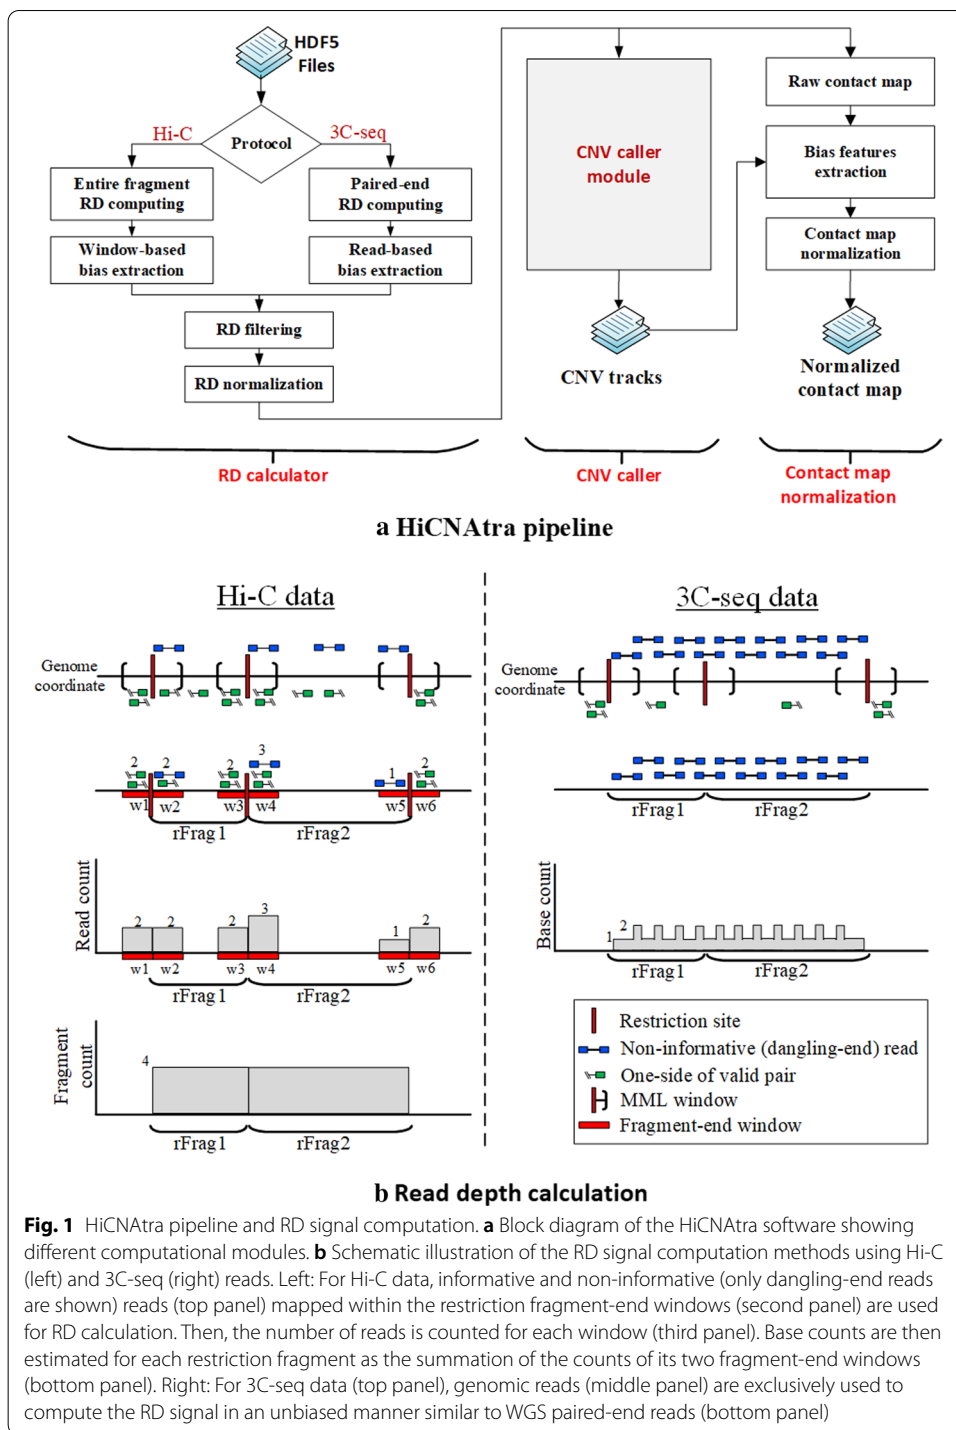 HDF5
Files
Hi-C
3C-seq
Protocol
Entire fragment
RD computing
Paired-end
RD computing
Window-based
bias extraction
Read-based
bias extraction
RD filtering
RD normalization
CNV caller
module
CNV tracks
Raw contact map
Bias features
extraction
Contact map
normalization
Normalized
contact map
RD calculator
CNV caller
Contact map
normalization
a HiCNAtra pipeline
Hi-C data
Genome
coordinate
2 2 2 3 1 2
w1 w2 w3 w4 w5 w6
rFrag1 rFrag2
Read count
2 2 2 3 1 2
w1 w2 w3 w4 w5 w6
rFrag1 rFrag2
Fragment
count
4
rFrag1 rFrag2
3C-seq data
Genome
coordinate
rFrag1 rFrag2
Base count
1 2
rFrag1 rFrag2
Restriction site
Non-informative (dangling-end) read
One-side of valid pair
MML window
Fragment-end window
b Read depth calculation
Fig. 1 HiCNAtra pipeline and RD signal computation. a Block diagram of the HiCNAtra software showing
different computational modules. b Schematic illustration of the RD signal computation methods using Hi-C
(left) and 3C-seq (right) reads. Left: For Hi-C data, informative and non-informative (only dangling-end reads
are shown) reads (top panel) mapped within the restriction fragment-end windows (second panel) are used
for RD calculation. Then, the number of reads is counted for each window (third panel). Base counts are then
estimated for each restriction fragment as the summation of the counts of its two fragment-end windows
(bottom panel). Right: For 3C-seq data (top panel), genomic reads (middle panel) are exclusively used to
compute the RD signal in an unbiased manner similar to WGS paired-end reads (bottom panel)